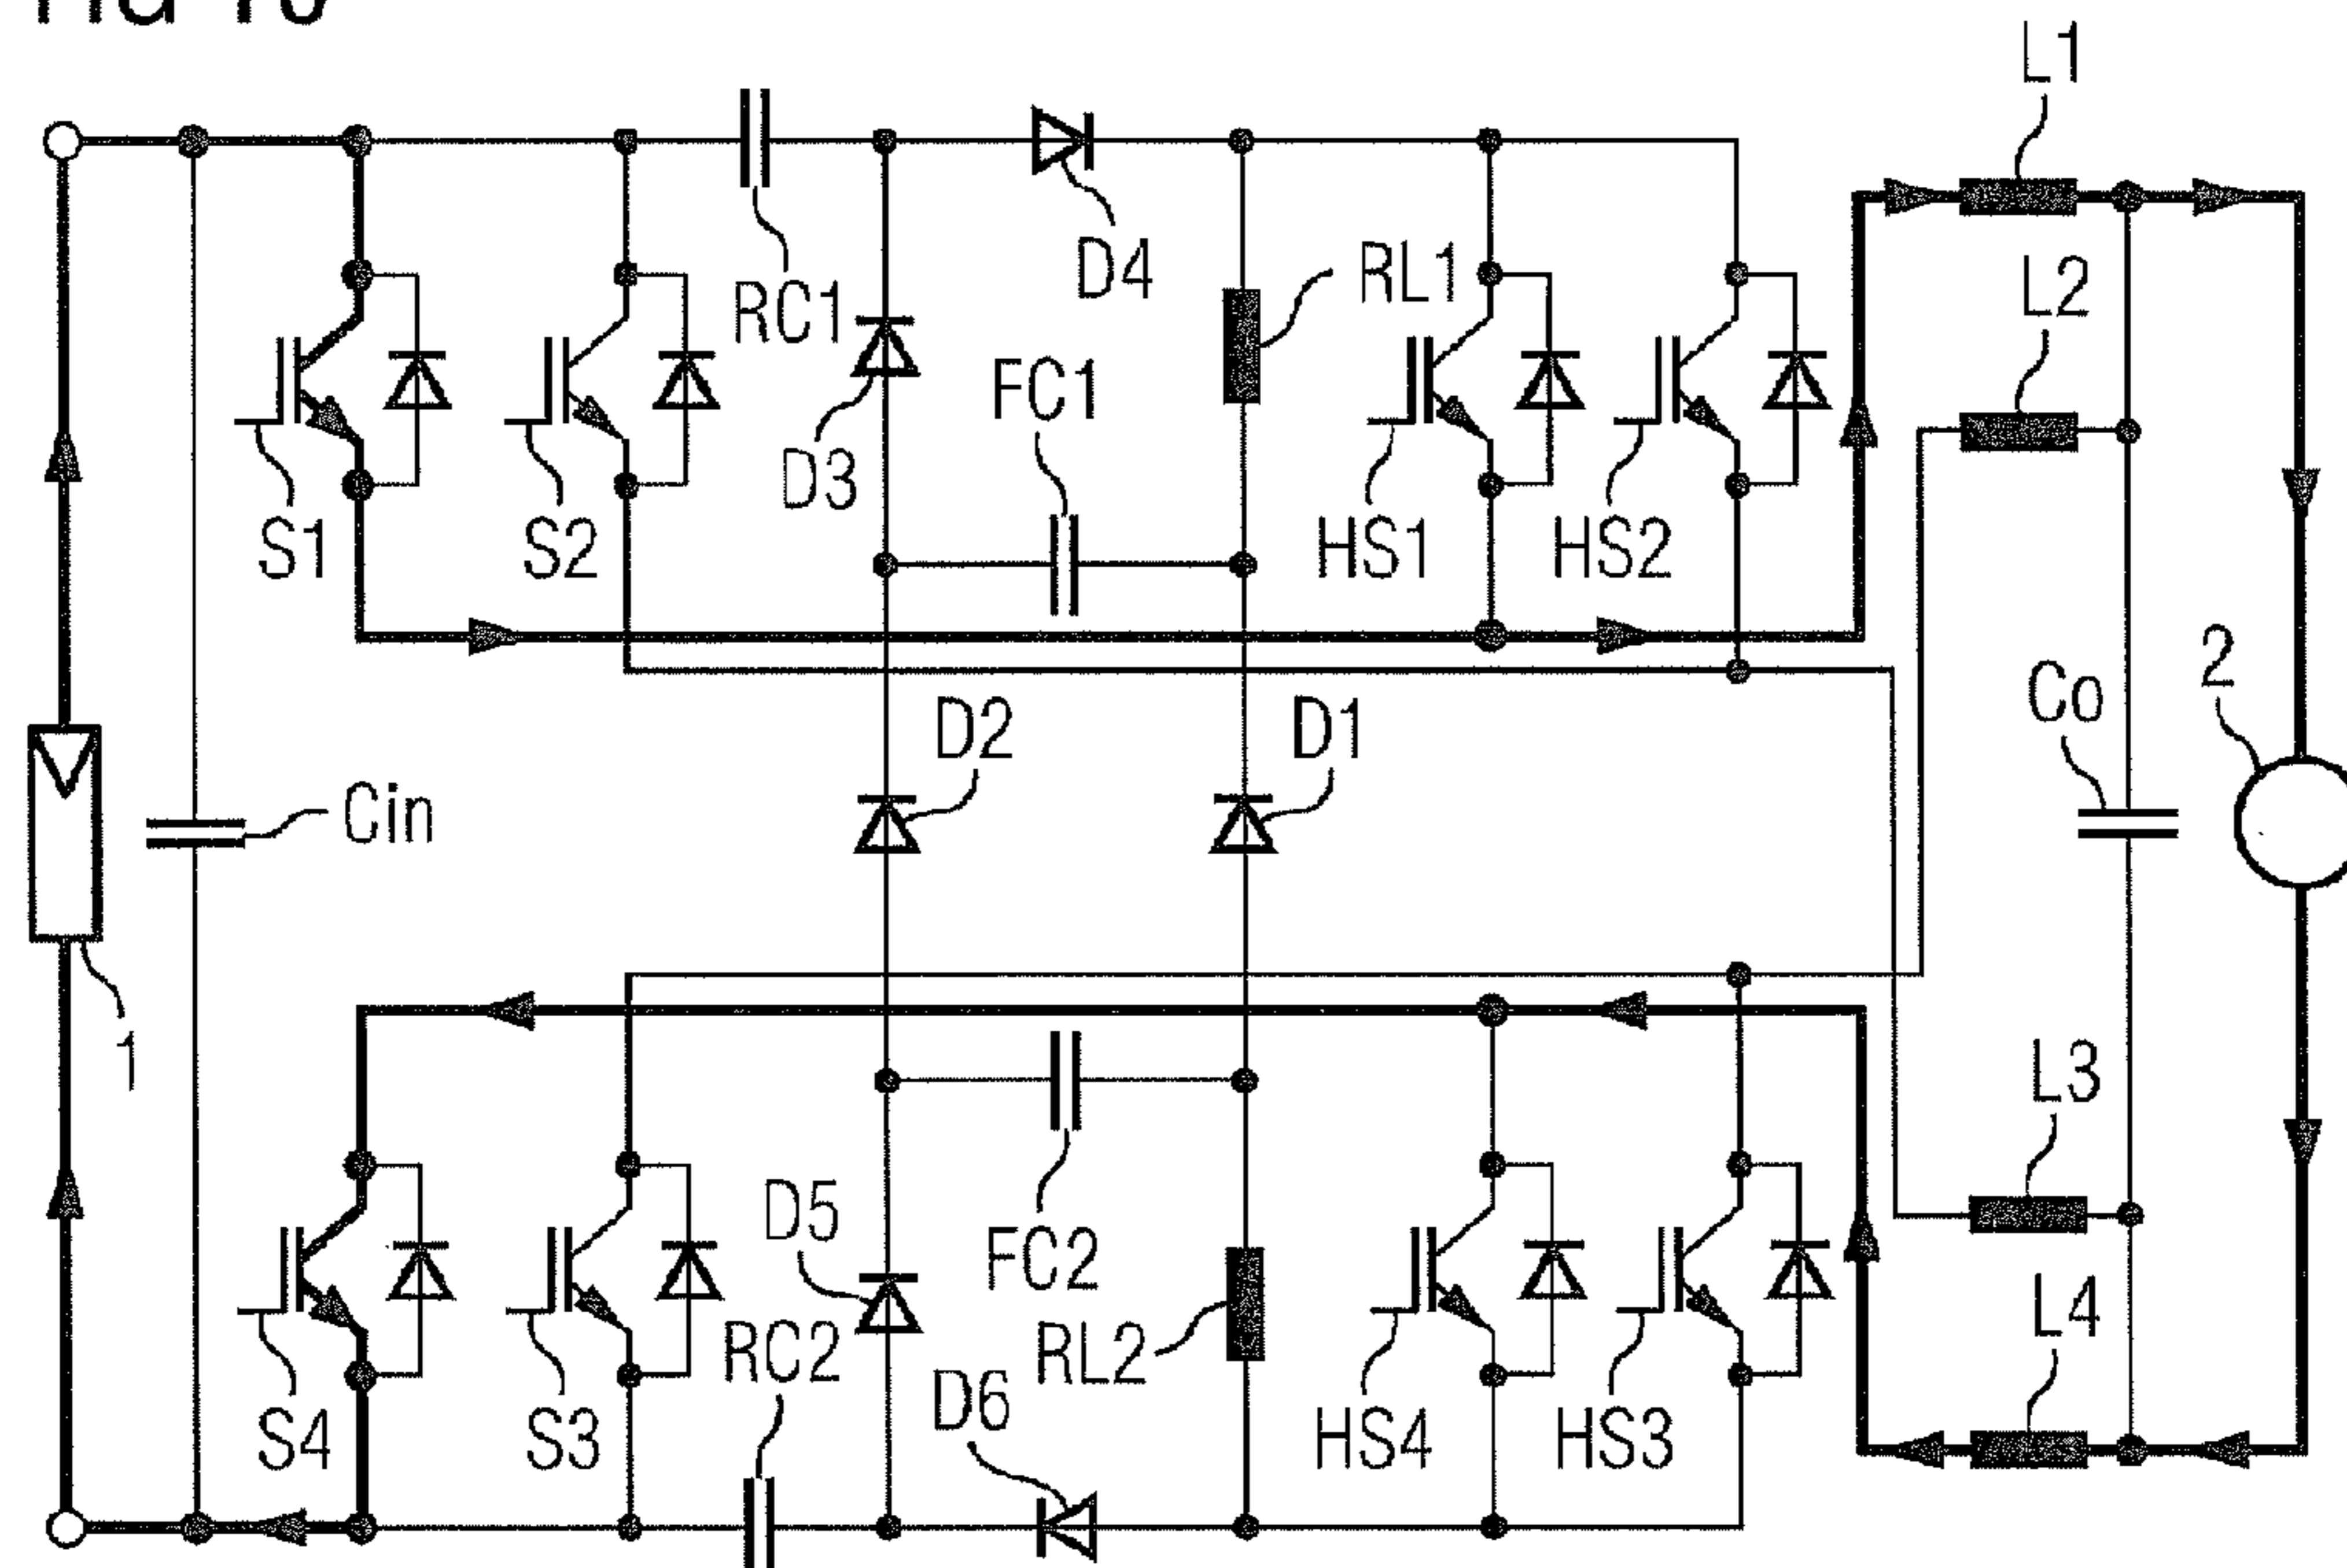 L1
D4
RC1
RL1
L2
FC1
D3
S1
S2
HS1
HS2
2
Co
D2
D1
Cin
1
L3
D5
FC2
L4
RC2
RL2
D6
S4
S3
HS4
HS3